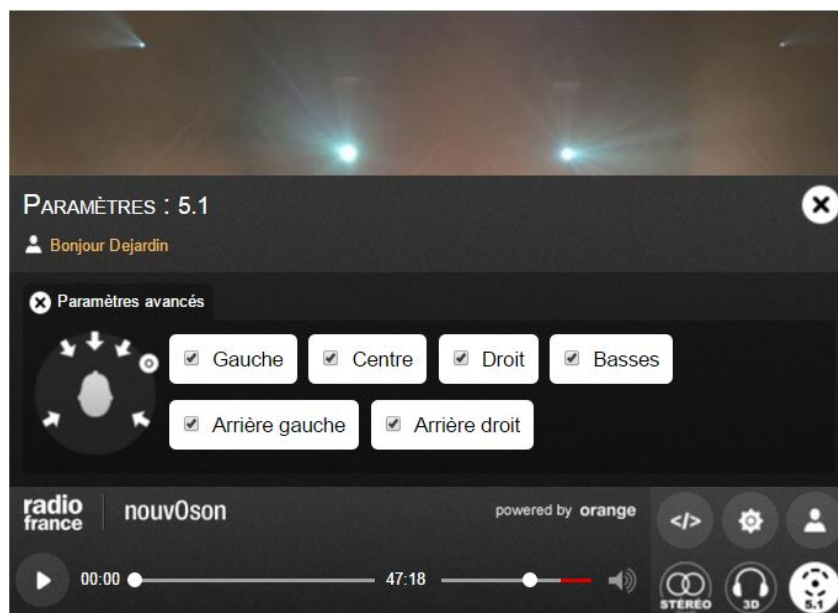 PARAMÈTRES : 5.1
Bonjour Dejardin
Paramètres avancés
Gauche Centre Droit Basses
Arrière gauche Arrière droit
radio france nouvOson powered by orange </>
00:00 47:18
STÉRÉO 3D 5.1